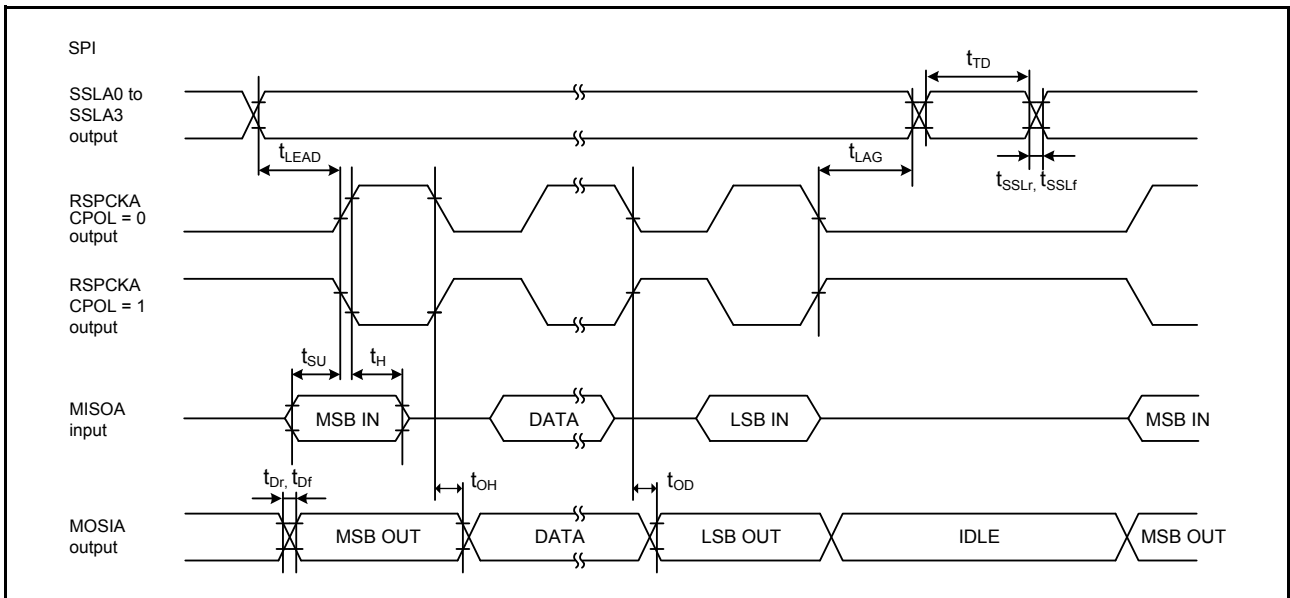 SPI
SSLA0 to
SSLA3
output
tTD
tLEAD
tLAG
tSSLr, tSSLf
RSPCKA
CPOL = 0
output
RSPCKA
CPOL = 1
output
tSU
tH
MISOA
input
MSB IN
DATA
LSB IN
MSB IN
tDr, tDf
tOH
tOD
MOSIA
output
MSB OUT
DATA
LSB OUT
IDLE
MSB OUT